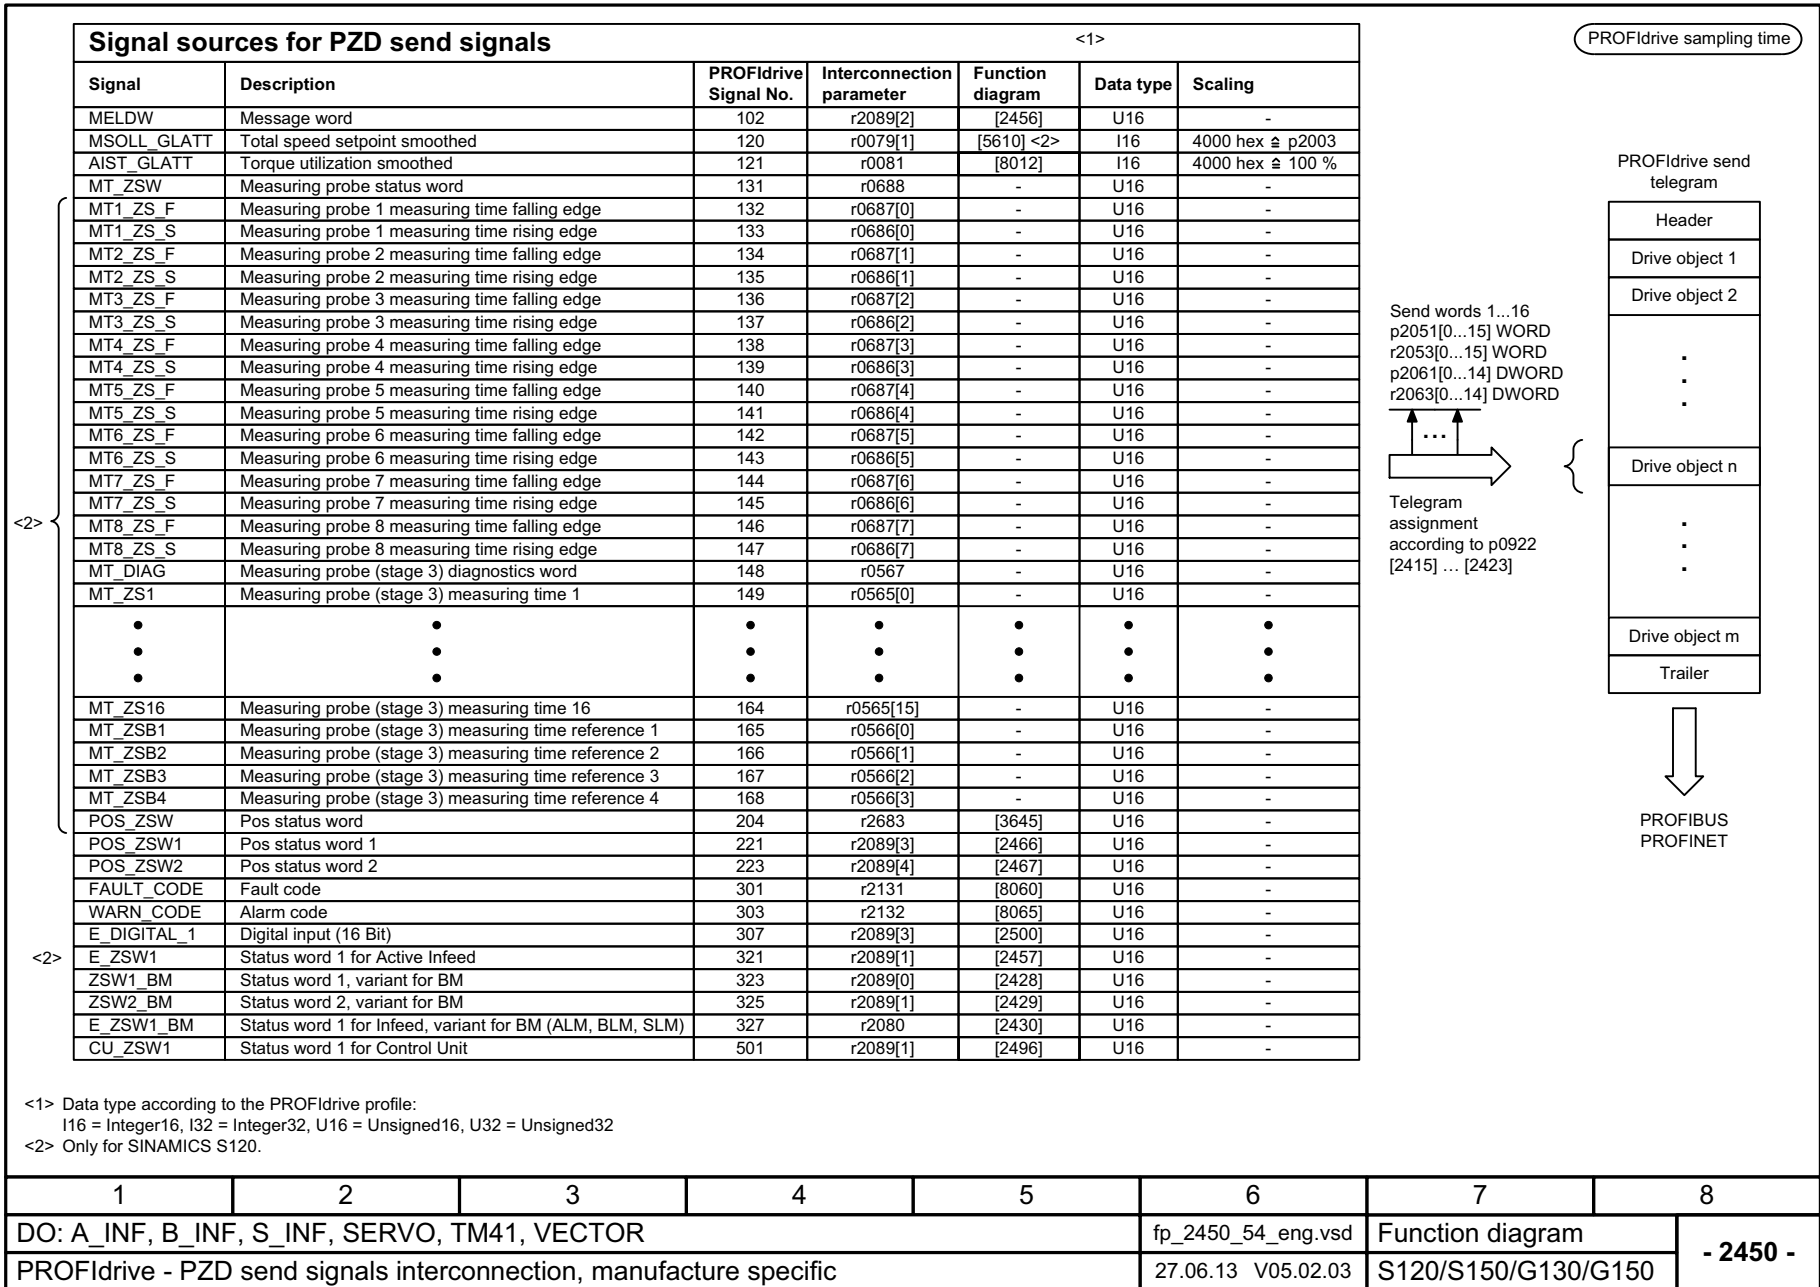 Signal sources for PZD send signals <1>
PROFIdrive sampling time
Signal Description PROFIdrive Signal No. Interconnection parameter Function diagram Data type Scaling
MELDW Message word 102 r2089[2] [2456] U16 -
MSOLL_GLATT Total speed setpoint smoothed 120 r0079[1] [5610] <2> I16 4000 hex ≙ p2003
AIST_GLATT Torque utilization smoothed 121 r0081 [8012] I16 4000 hex ≙ 100 %
MT_ZSW Measuring probe status word 131 r0688 - U16 -
MT1_ZS_F Measuring probe 1 measuring time falling edge 132 r0687[0] - U16 -
MT1_ZS_S Measuring probe 1 measuring time rising edge 133 r0686[0] - U16 -
MT2_ZS_F Measuring probe 2 measuring time falling edge 134 r0687[1] - U16 -
MT2_ZS_S Measuring probe 2 measuring time rising edge 135 r0686[1] - U16 -
MT3_ZS_F Measuring probe 3 measuring time falling edge 136 r0687[2] - U16 -
MT3_ZS_S Measuring probe 3 measuring time rising edge 137 r0686[2] - U16 -
MT4_ZS_F Measuring probe 4 measuring time falling edge 138 r0687[3] - U16 -
MT4_ZS_S Measuring probe 4 measuring time rising edge 139 r0686[3] - U16 -
MT5_ZS_F Measuring probe 5 measuring time falling edge 140 r0687[4] - U16 -
MT5_ZS_S Measuring probe 5 measuring time rising edge 141 r0686[4] - U16 -
MT6_ZS_F Measuring probe 6 measuring time falling edge 142 r0687[5] - U16 -
MT6_ZS_S Measuring probe 6 measuring time rising edge 143 r0686[5] - U16 -
MT7_ZS_F Measuring probe 7 measuring time falling edge 144 r0687[6] - U16 -
MT7_ZS_S Measuring probe 7 measuring time rising edge 145 r0686[6] - U16 -
<2>
MT8_ZS_F Measuring probe 8 measuring time falling edge 146 r0687[7] - U16 -
MT8_ZS_S Measuring probe 8 measuring time rising edge 147 r0686[7] - U16 -
MT_DIAG Measuring probe (stage 3) diagnostics word 148 r0567 - U16 -
MT_ZS1 Measuring probe (stage 3) measuring time 1 149 r0565[0] - U16 -
MT_ZS16 Measuring probe (stage 3) measuring time 16 164 r0565[15] - U16 -
MT_ZSB1 Measuring probe (stage 3) measuring time reference 1 165 r0566[0] - U16 -
MT_ZSB2 Measuring probe (stage 3) measuring time reference 2 166 r0566[1] - U16 -
MT_ZSB3 Measuring probe (stage 3) measuring time reference 3 167 r0566[2] - U16 -
MT_ZSB4 Measuring probe (stage 3) measuring time reference 4 168 r0566[3] - U16 -
POS_ZSW Pos status word 204 r2683 [3645] U16 -
POS_ZSW1 Pos status word 1 221 r2089[3] [2466] U16 -
POS_ZSW2 Pos status word 2 223 r2089[4] [2467] U16 -
FAULT_CODE Fault code 301 r2131 [8060] U16 -
WARN_CODE Alarm code 303 r2132 [8065] U16 -
E_DIGITAL_1 Digital input (16 Bit) 307 r2089[3] [2500] U16 -
<2> E_ZSW1 Status word 1 for Active Infeed 321 r2089[1] [2457] U16 -
ZSW1_BM Status word 1, variant for BM 323 r2089[0] [2428] U16 -
ZSW2_BM Status word 2, variant for BM 325 r2089[1] [2429] U16 -
E_ZSW1_BM Status word 1 for Infeed, variant for BM (ALM, BLM, SLM) 327 r2080 [2430] U16 -
CU_ZSW1 Status word 1 for Control Unit 501 r2089[1] [2496] U16 -
Send words 1...16
p2051[0...15] WORD
r2053[0...15] WORD
p2061[0...14] DWORD
r2063[0...14] DWORD
...
Telegram
assignment
according to p0922
[2415] … [2423]
PROFIdrive send
telegram
Header
Drive object 1
Drive object 2
Drive object n
Drive object m
Trailer
PROFIBUS
PROFINET
<1> Data type according to the PROFIdrive profile:
I16 = Integer16, I32 = Integer32, U16 = Unsigned16, U32 = Unsigned32
<2> Only for SINAMICS S120.
1 2 3 4 5 6 7 8
DO: A_INF, B_INF, S_INF, SERVO, TM41, VECTOR fp_2450_54_eng.vsd Function diagram
- 2450 -
PROFIdrive - PZD send signals interconnection, manufacture specific 27.06.13 V05.02.03 S120/S150/G130/G150